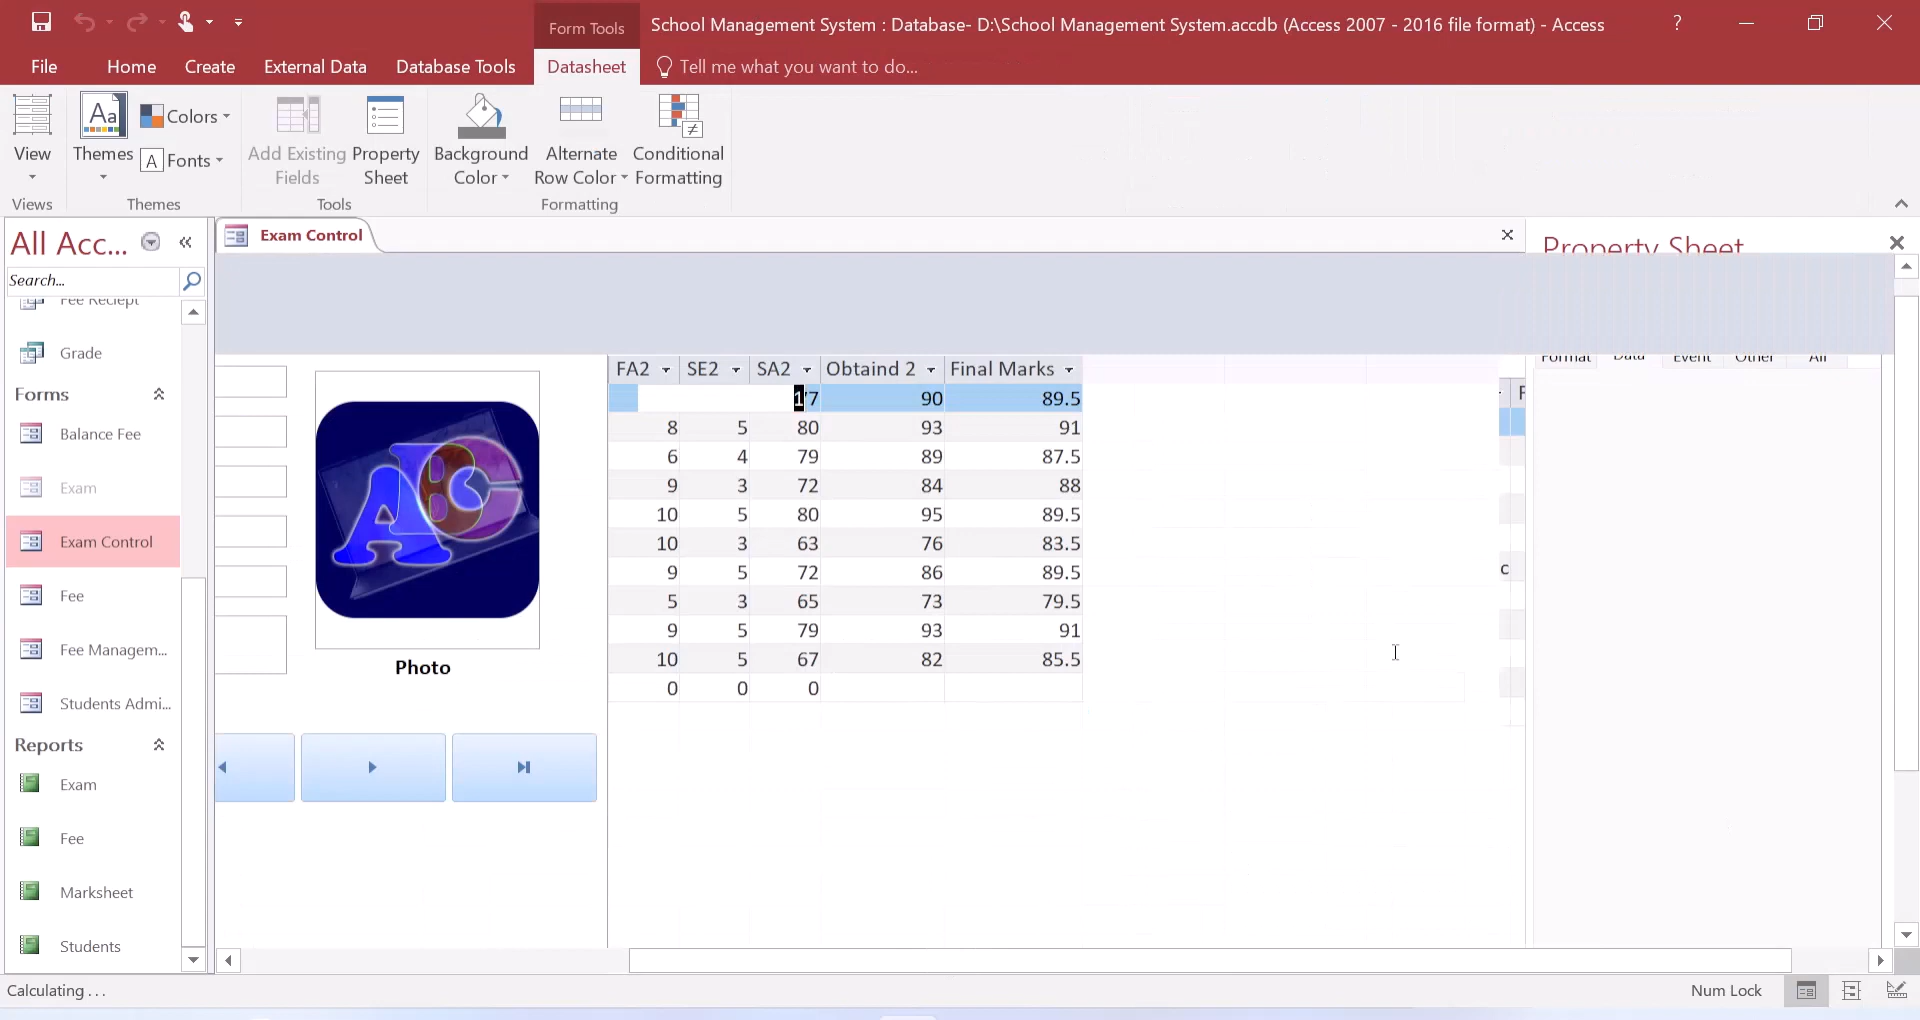 Form Tools
School Management System : Database- D:\School Management System.accdb (Access 2007 - 2016 file format) - Access
?
File Home Create External Data Database Tools Datasheet Tell me what you want to do...
View
Aa
Themes
Colors
A Fonts
Add Existing Fields
Property Sheet
Background Color
Alternate Row Color
Conditional Formatting
Views Themes Tools Formatting
All Acc...
Search...
Fee Reciept
Grade
Forms
Balance Fee
Exam
Exam Control
Fee
Fee Managem...
Students Admi...
Reports
Exam
Fee
Marksheet
Students
Exam Control
Property Sheet
Format Data Event Other All
ABC
Photo
FA2 SE2 SA2 Obtaind 2 Final Marks
90 89.5
8 5 80 93 91
6 4 79 89 87.5
9 3 72 84 88
10 5 80 95 89.5
10 3 63 76 83.5
9 5 72 86 89.5
5 3 65 73 79.5
9 5 79 93 91
10 5 67 82 85.5
0 0 0
Calculating . . .
Num Lock